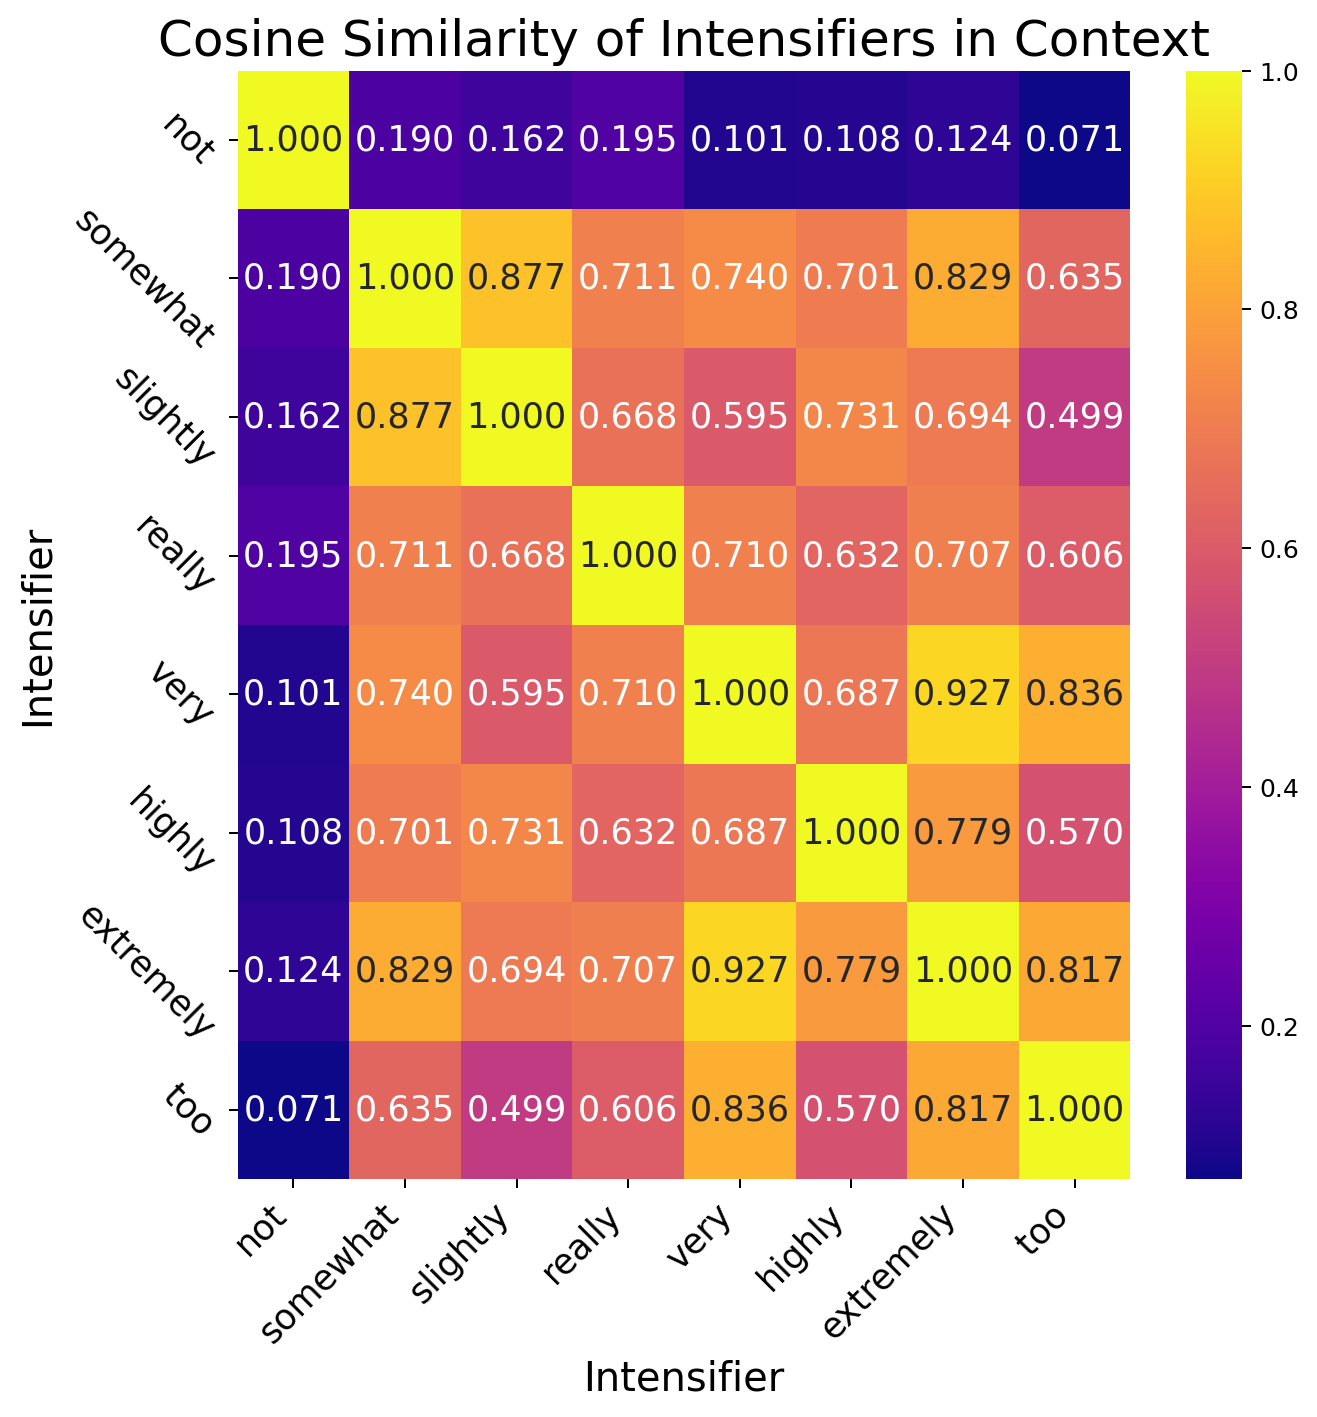 Cosine Similarity of Intensifiers in Context
not 1.000 0.190 0.162 0.195 0.101 0.108 0.124 0.071
somewhat 0.190 1.000 0.877 0.711 0.740 0.701 0.829 0.635
slightly 0.162 0.877 1.000 0.668 0.595 0.731 0.694 0.499
really 0.195 0.711 0.668 1.000 0.710 0.632 0.707 0.606
very 0.101 0.740 0.595 0.710 1.000 0.687 0.927 0.836
highly 0.108 0.701 0.731 0.632 0.687 1.000 0.779 0.570
extremely 0.124 0.829 0.694 0.707 0.927 0.779 1.000 0.817
too 0.071 0.635 0.499 0.606 0.836 0.570 0.817 1.000
not somewhat slightly really very highly extremely too
Intensifier
Intensifier
1.0
0.8
0.6
0.4
0.2